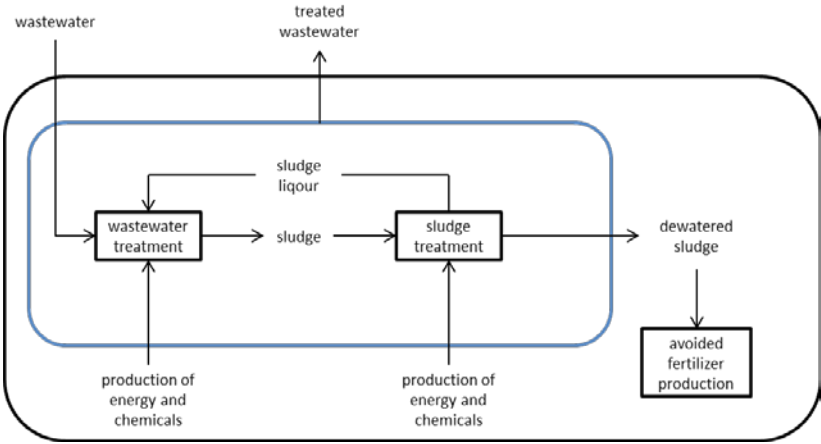 wastewater
treated
wastewater
sludge
liqour
wastewater
treatment
sludge
sludge
treatment
dewatered
sludge
production of
energy and
chemicals
production of
energy and
chemicals
avoided
fertilizer
production